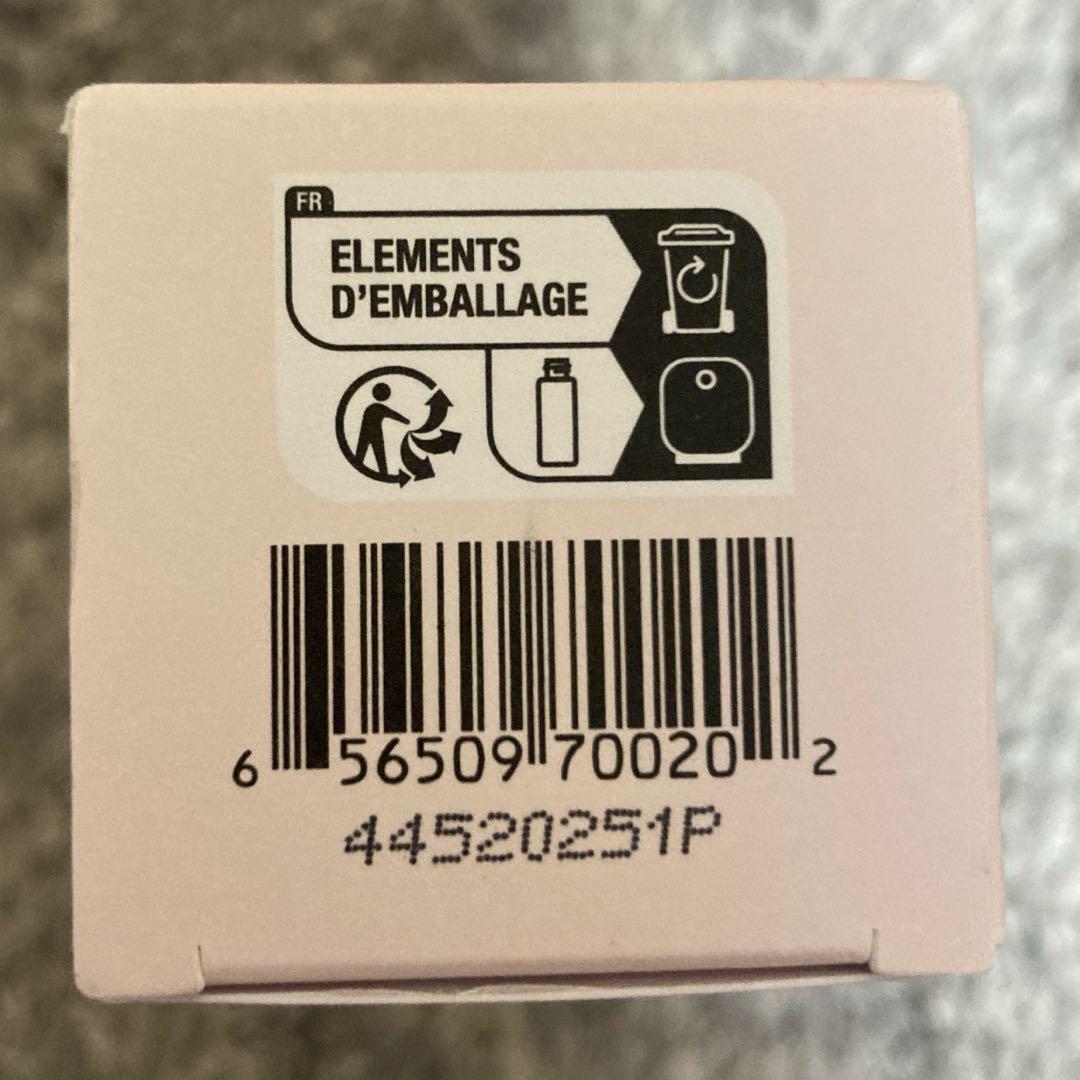 FR
ELEMENTS
D'EMBALLAGE
6 56509 70020 2
44520251P